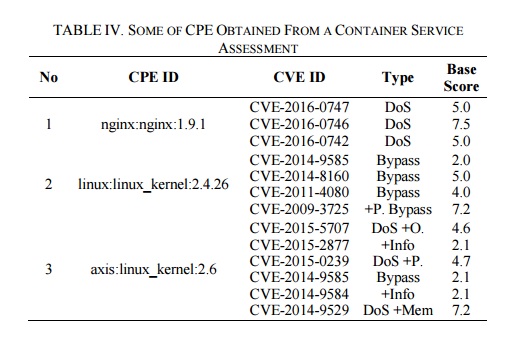 TABLE IV. SOME OF CPE OBTAINED FROM A CONTAINER SERVICE
ASSESSMENT
No CPE ID CVE ID Type Base Score
1 nginx:nginx:1.9.1 CVE-2016-0747 DoS 5.0
CVE-2016-0746 DoS 7.5
CVE-2016-0742 DoS 5.0
2 linux:linux_kernel:2.4.26 CVE-2014-9585 Bypass 2.0
CVE-2014-8160 Bypass 5.0
CVE-2011-4080 Bypass 4.0
CVE-2009-3725 +P. Bypass 7.2
3 axis:linux_kernel:2.6 CVE-2015-5707 DoS +O. 4.6
CVE-2015-2877 +Info 2.1
CVE-2015-0239 DoS +P. 4.7
CVE-2014-9585 Bypass 2.1
CVE-2014-9584 +Info 2.1
CVE-2014-9529 DoS +Mem 7.2